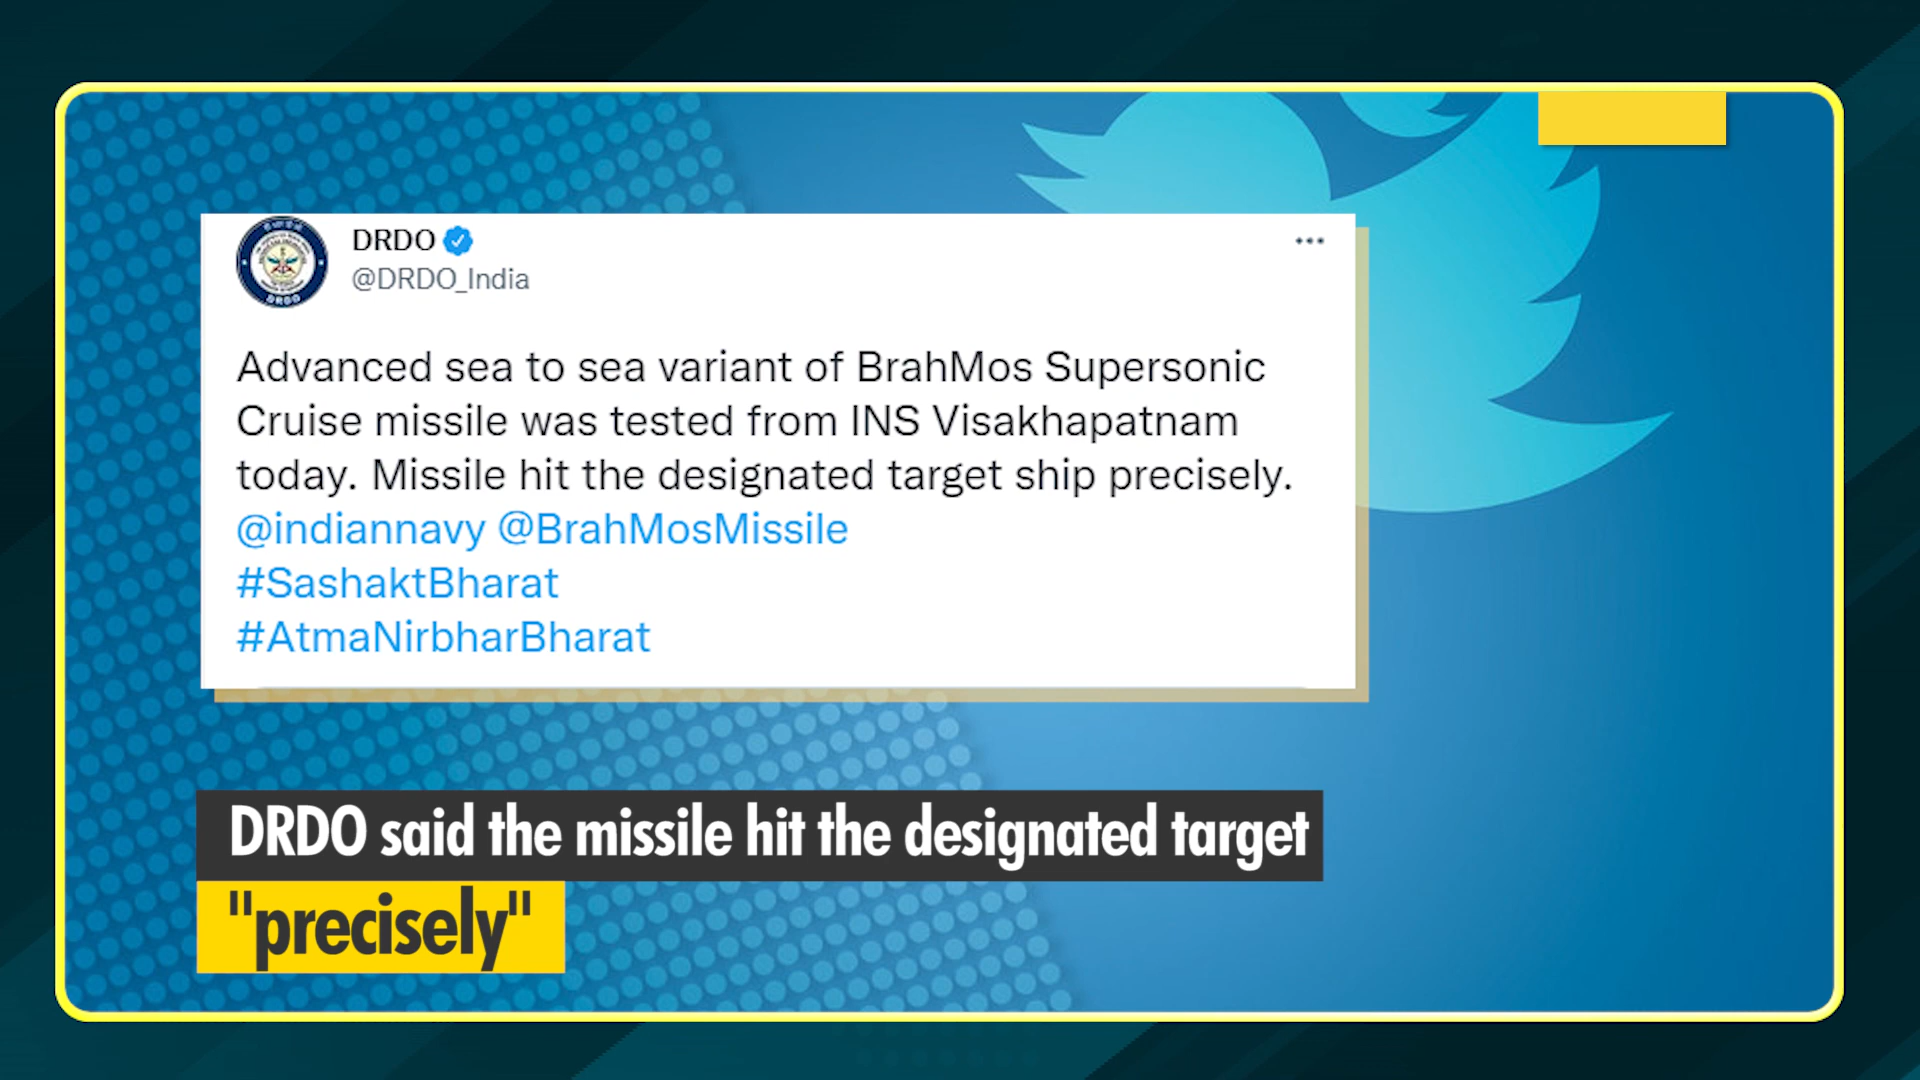 DRDO
@DRDO_India
DRDO
Advanced sea to sea variant of BrahMos Supersonic
Cruise missile was tested from INS Visakhapatnam
today. Missile hit the designated target ship precisely.
@indiannavy @BrahMosMissile
#SashaktBharat
#AtmaNirbharBharat
DRDO said the missile hit the designated target
"precisely"